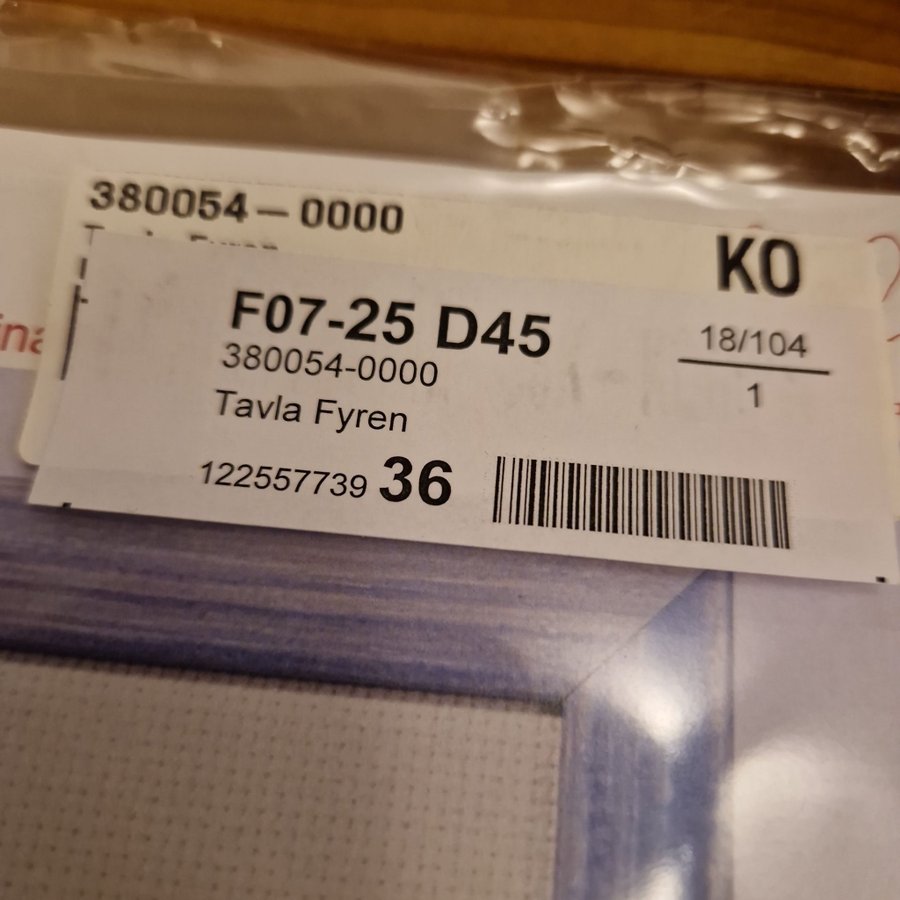 380054-0000
KO
F07-25 D45
18/104
1
380054-0000
Tavla Fyren
122557739 36